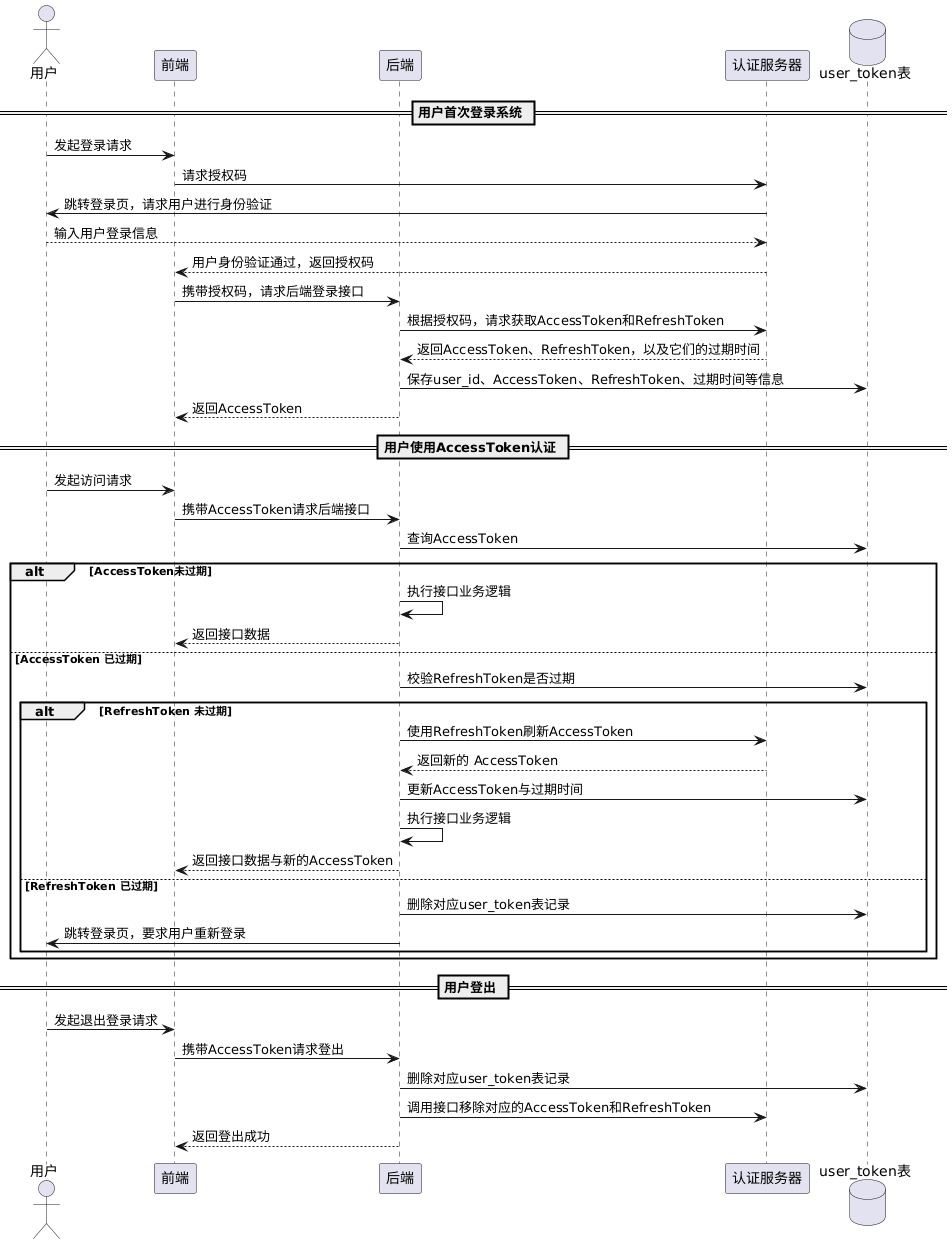 用户
前端
后端
认证服务器
user_token表
用户首次登录系统
发起登录请求
请求授权码
跳转登录页，请求用户进行身份验证
输入用户登录信息
用户身份验证通过，返回授权码
携带授权码，请求后端登录接口
根据授权码，请求获取AccessToken和RefreshToken
返回AccessToken、RefreshToken，以及它们的过期时间
保存user_id、AccessToken、RefreshToken、过期时间等信息
返回AccessToken
用户使用AccessToken认证
发起访问请求
携带AccessToken请求后端接口
查询AccessToken
alt [AccessToken未过期]
执行接口业务逻辑
返回接口数据
[AccessToken 已过期]
校验RefreshToken是否过期
alt [RefreshToken 未过期]
使用RefreshToken刷新AccessToken
返回新的 AccessToken
更新AccessToken与过期时间
执行接口业务逻辑
返回接口数据与新的AccessToken
[RefreshToken 已过期]
删除对应user_token表记录
跳转登录页，要求用户重新登录
用户登出
发起退出登录请求
携带AccessToken请求登出
删除对应user_token表记录
调用接口移除对应的AccessToken和RefreshToken
返回登出成功
用户
前端
后端
认证服务器
user_token表